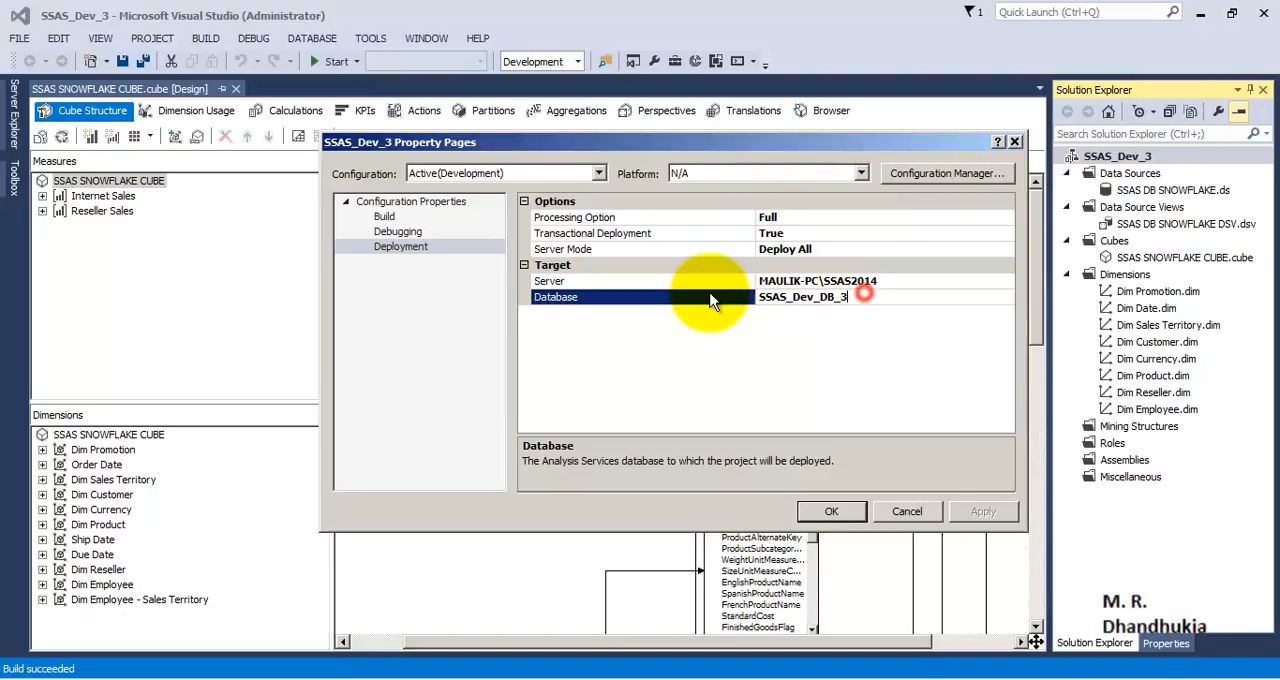 SSAS_Dev_3 - Microsoft Visual Studio (Administrator)
1
Quick Launch (Ctrl+Q)
FILE EDIT VIEW PROJECT BUILD DEBUG DATABASE TOOLS WINDOW HELP
Start
Development
Server Explorer
Toolbox
SSAS SNOWFLAKE CUBE.cube [Design]
Cube Structure Dimension Usage Calculations KPIs Actions Partitions Aggregations Perspectives Translations Browser
Measures
SSAS SNOWFLAKE CUBE
Internet Sales
Reseller Sales
Dimensions
SSAS SNOWFLAKE CUBE
Dim Promotion
Order Date
Dim Sales Territory
Dim Customer
Dim Currency
Dim Product
Ship Date
Due Date
Dim Reseller
Dim Employee
Dim Employee - Sales Territory
SSAS_Dev_3 Property Pages
Configuration: Active(Development) Platform: N/A Configuration Manager...
Configuration Properties
Build
Debugging
Deployment
Options
Processing Option Full
Transactional Deployment True
Server Mode Deploy All
Target
Server MAULIK-PC\SSAS2014
Database SSAS_Dev_DB_3
Database
The Analysis Services database to which the project will be deployed.
OK Cancel Apply
ProductAlternateKey
ProductSubcategor...
WeightUnitMeasure...
SizeUnitMeasureC...
EnglishProductName
SpanishProductName
FrenchProductName
StandardCost
FinishedGoodsFlag
Solution Explorer
Search Solution Explorer (Ctrl+;)
SSAS_Dev_3
Data Sources
SSAS DB SNOWFLAKE.ds
Data Source Views
SSAS DB SNOWFLAKE DSV.dsv
Cubes
SSAS SNOWFLAKE CUBE.cube
Dimensions
Dim Promotion.dim
Dim Date.dim
Dim Sales Territory.dim
Dim Customer.dim
Dim Currency.dim
Dim Product.dim
Dim Reseller.dim
Dim Employee.dim
Mining Structures
Roles
Assemblies
Miscellaneous
M. R.
Dhandhukia
Solution Explorer Properties
Build succeeded